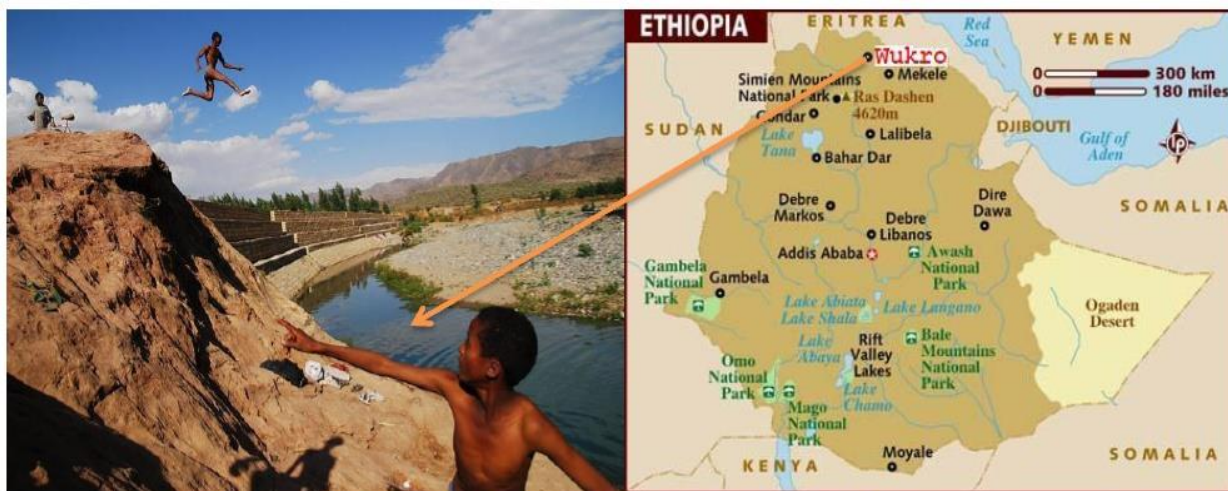 ETHIOPIA
ERITREA
Red
Sea
YEMEN
Wukro
Mekele
0 300 km
0 180 miles
Simien Mountains
National Park
Ras Dashen
4620m
Gondar
SUDAN
Lake
Tana
Lalibela
DJIBOUTI
Gulf of
Aden
lp
Bahar Dar
Debre
Markos
Dire
Dawa
SOMALIA
Debre
Libanos
Addis Ababa
Awash
National
Park
Gambela
National
Park
Gambela
Lake Abiata
Lake Shala
Lake Langano
Ogaden
Desert
Lake
Abaya
Rift
Valley
Lakes
Bale
Mountains
National
Park
Omo
National
Park
Mago
National
Park
Lake
Chamo
KENYA
Moyale
SOMALIA